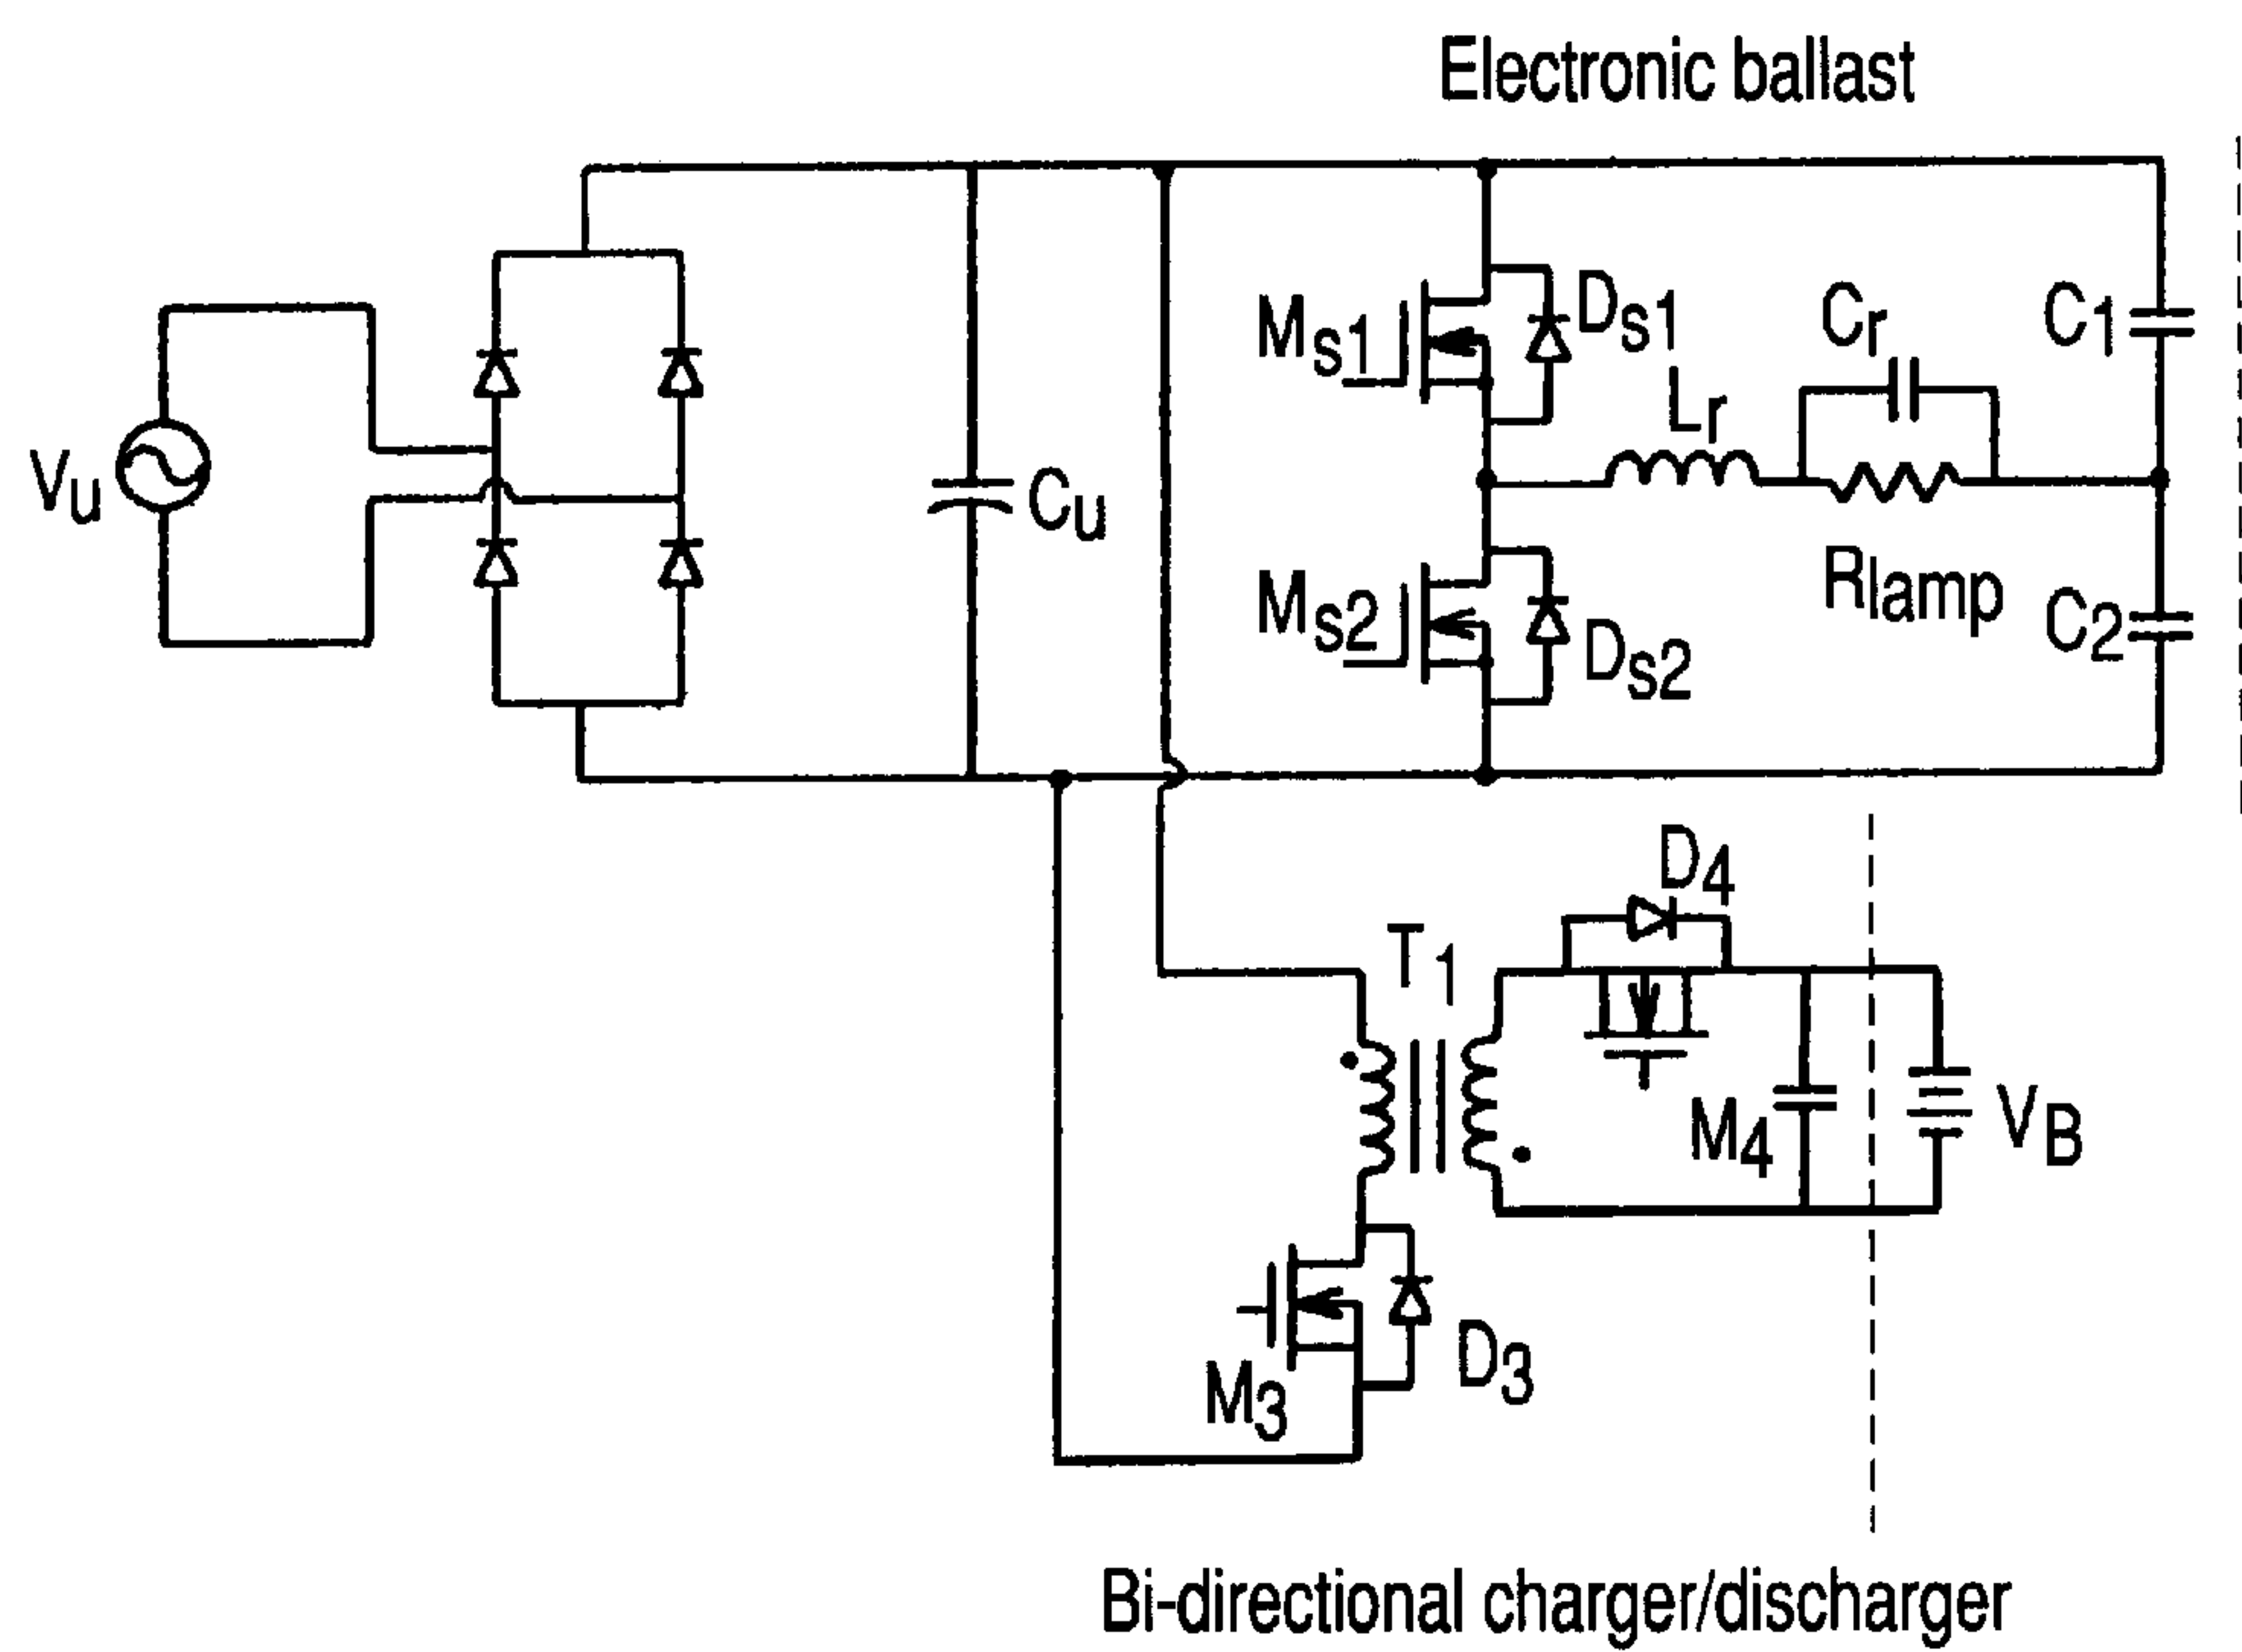 Electronic ballast
Vu
Cu
Ms1
Ds1
Lr
Cr
C1
Ms2
Ds2
Rlamp
C2
T1
D4
M4
VB
M3
D3
Bi-directional charger/discharger